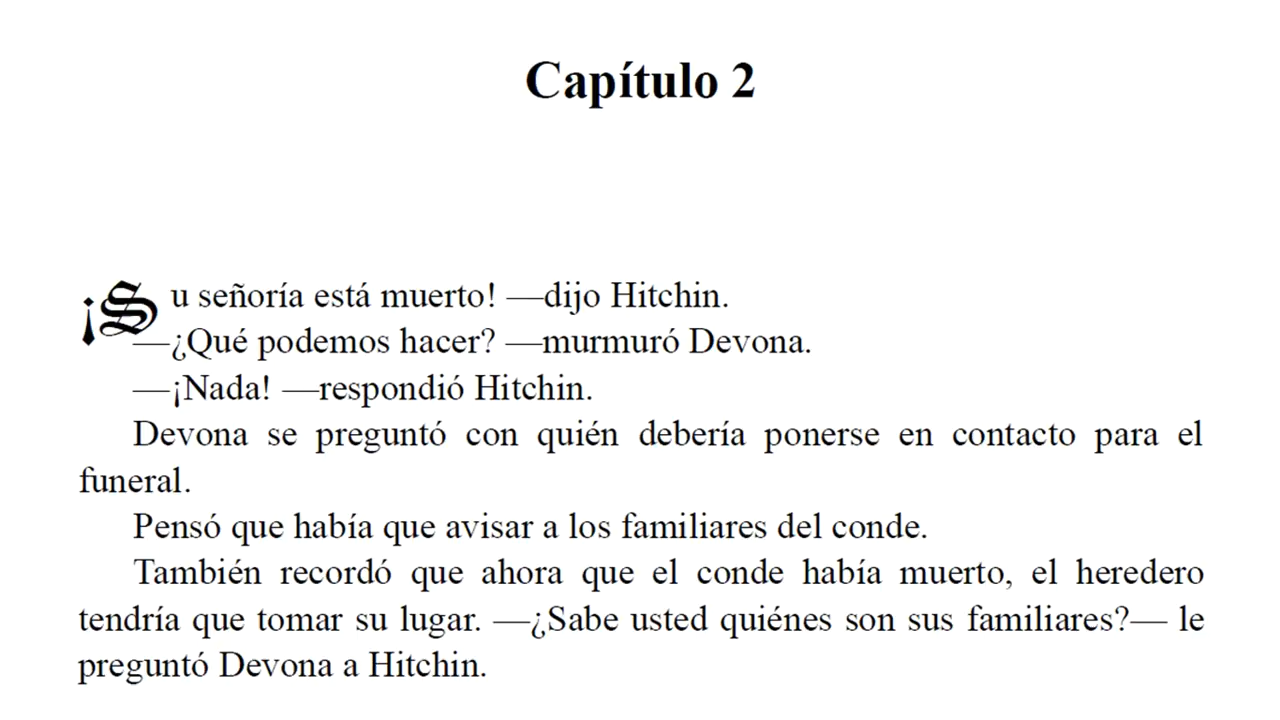 Capítulo 2
¡Su señoría está muerto! —dijo Hitchin.
—¿Qué podemos hacer? —murmuró Devona.
—¡Nada! —respondió Hitchin.
Devona se preguntó con quién debería ponerse en contacto para el
funeral.
Pensó que había que avisar a los familiares del conde.
También recordó que ahora que el conde había muerto, el heredero
tendría que tomar su lugar. —¿Sabe usted quiénes son sus familiares?— le
preguntó Devona a Hitchin.